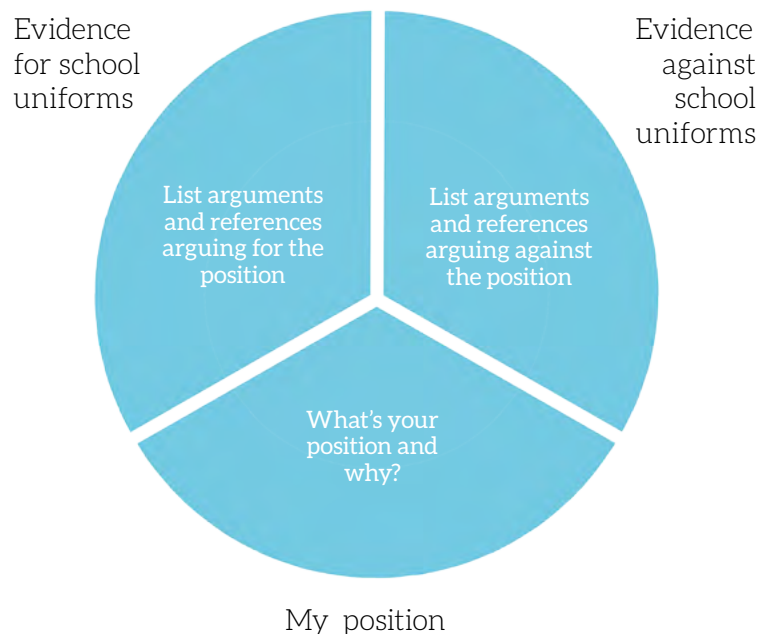 Evidence
for school
uniforms
Evidence
against
school
uniforms
List arguments
and references
arguing for the
position
List arguments
and references
arguing against
the position
What's your
position and
why?
My position